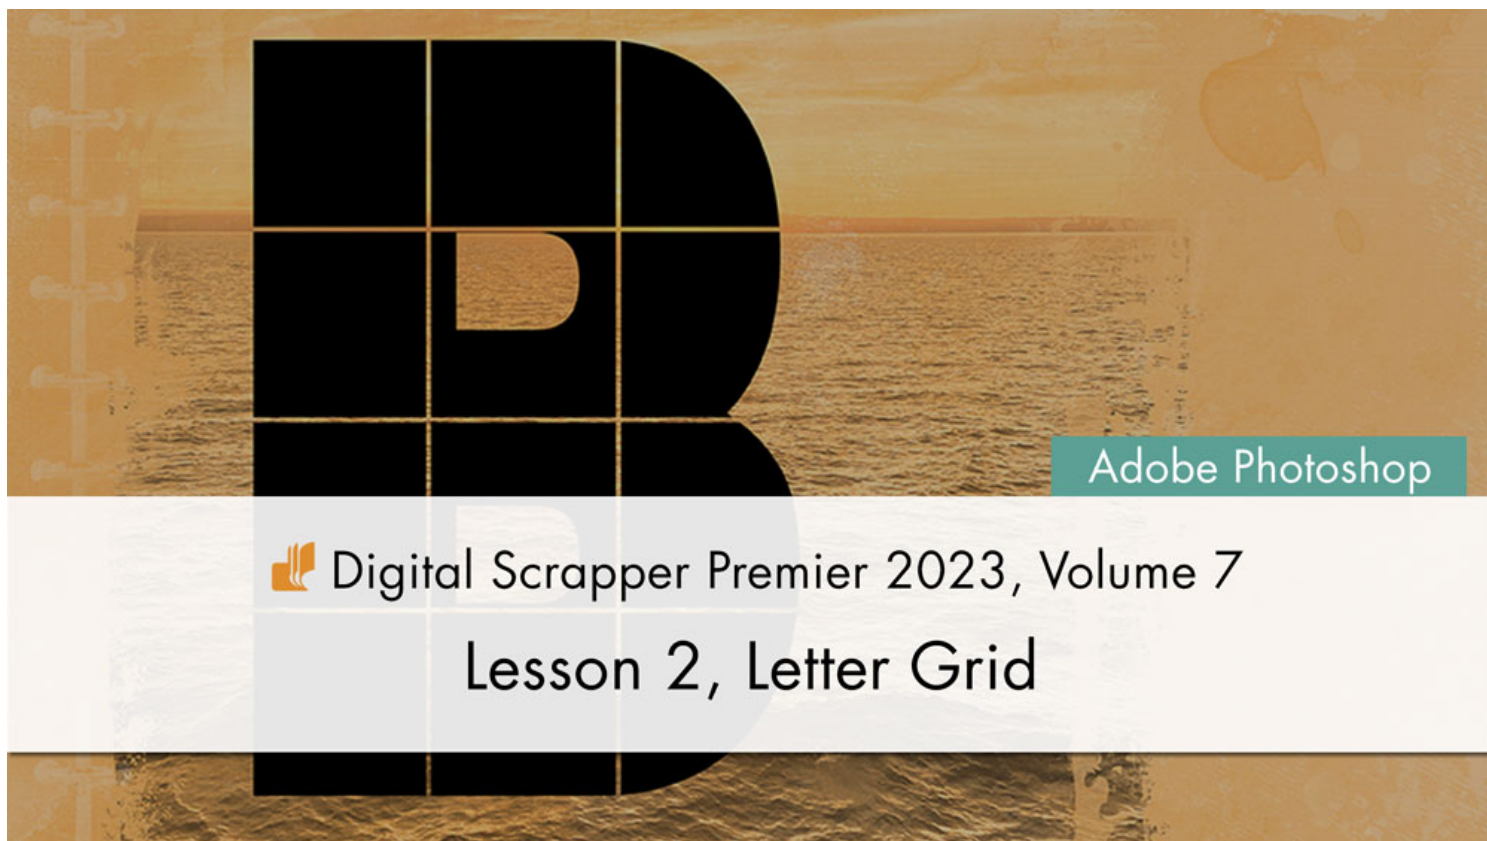 B
Adobe Photoshop
Digital Scrapper Premier 2023, Volume 7
Lesson 2, Letter Grid